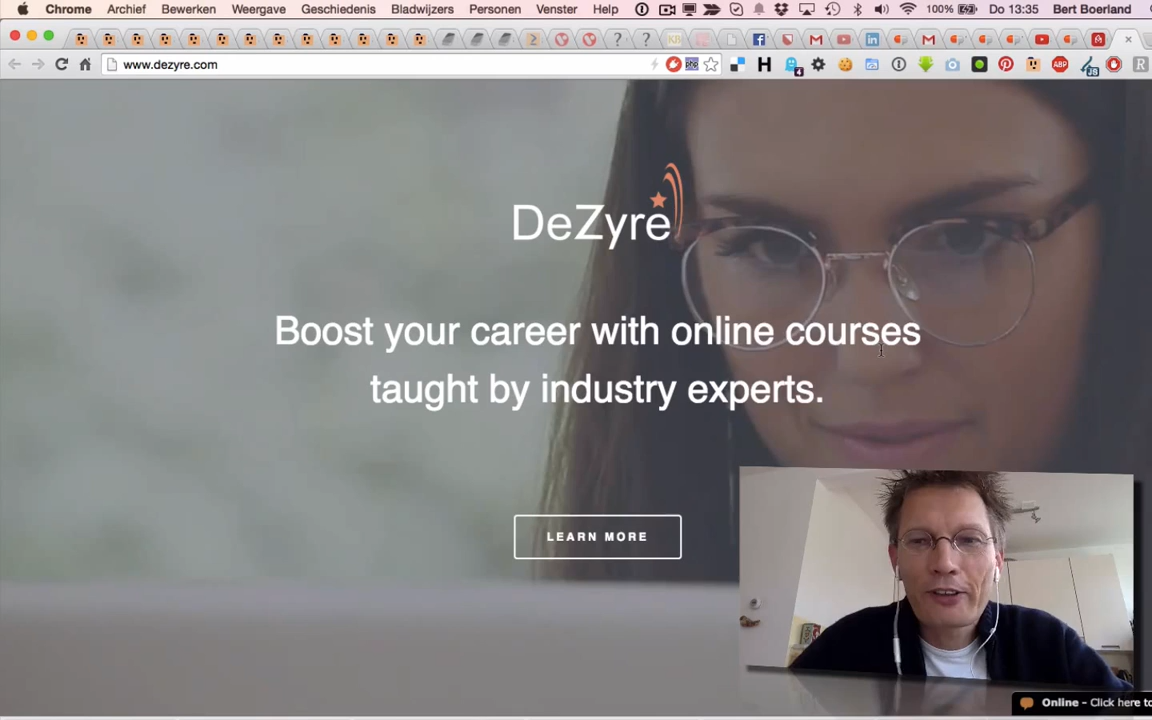 Chrome Archief Bewerken Weergave Geschiedenis Bladwijzers Personen Venster Help 100% Do 13:35 Bert Boerland
www.dezyre.com
DeZyre
Boost your career with online courses
taught by industry experts.
LEARN MORE
Online - Click here to